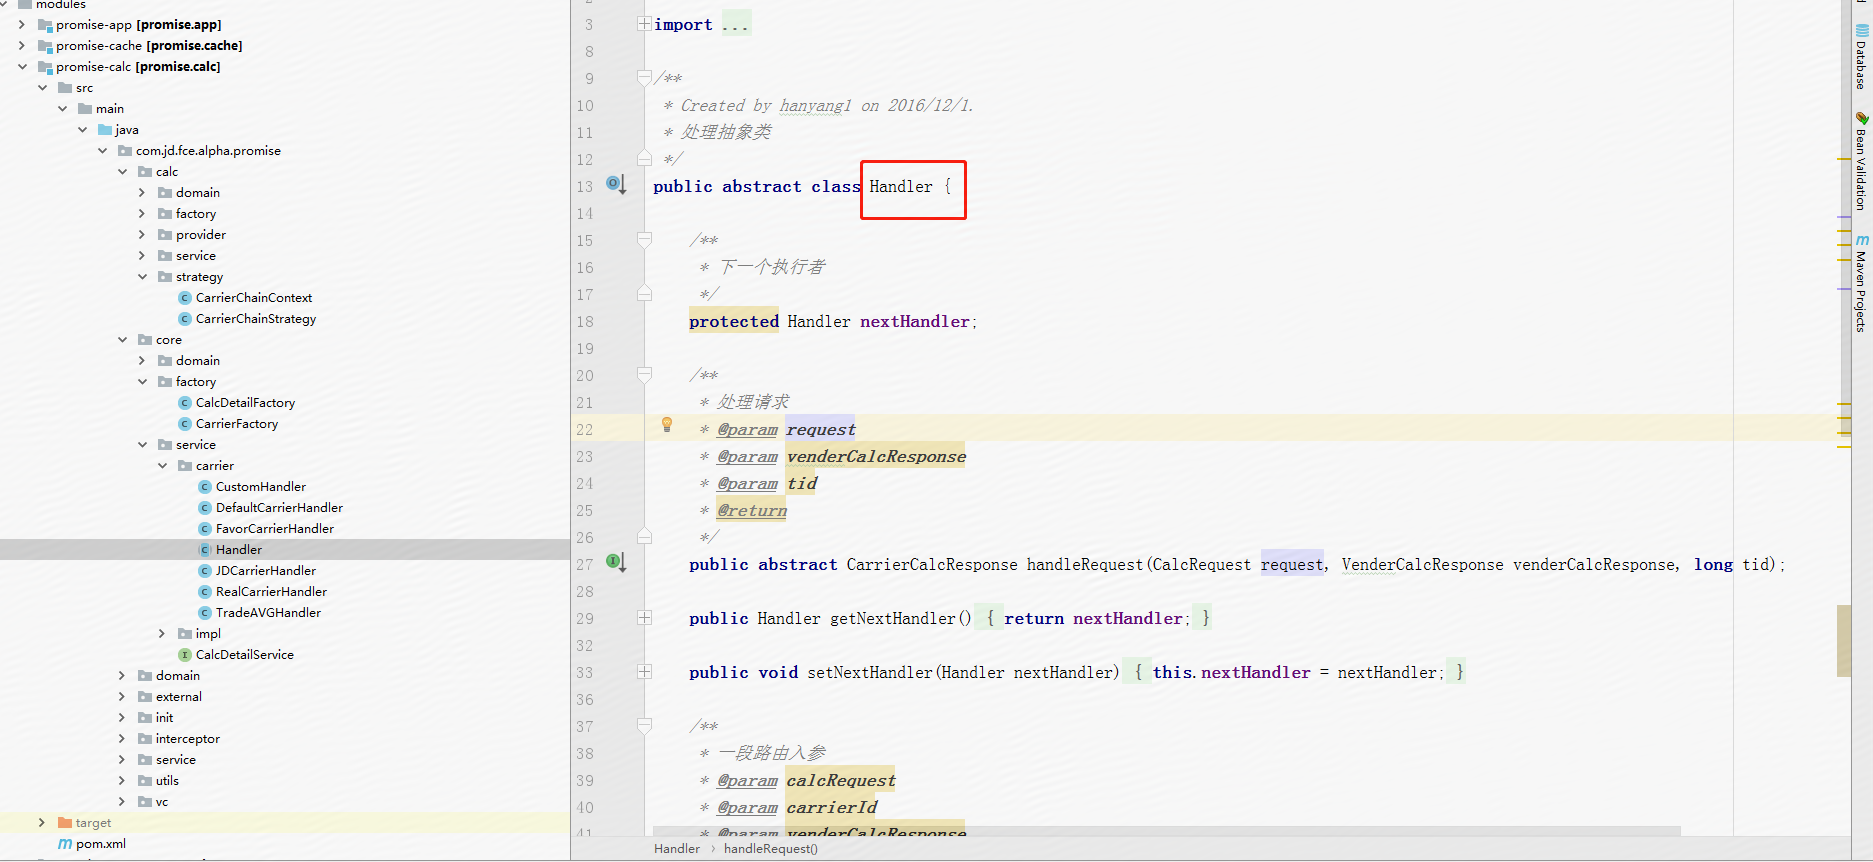 modules
promise-app [promise.app]
promise-cache [promise.cache]
promise-calc [promise.calc]
src
main
java
com.jd.fce.alpha.promise
calc
domain
factory
provider
service
strategy
CarrierChainContext
CarrierChainStrategy
core
domain
factory
CalcDetailFactory
CarrierFactory
service
carrier
CustomHandler
DefaultCarrierHandler
FavorCarrierHandler
Handler
JDCarrierHandler
RealCarrierHandler
TradeAVGHandler
impl
CalcDetailService
domain
external
init
interceptor
service
utils
vc
target
pom.xml
3 import ...
8
9 /**
10 * Created by hanyang1 on 2016/12/1.
11 * 处理抽象类
12 */
13 public abstract class Handler {
14
15 /**
16 * 下一个执行者
17 */
18 protected Handler nextHandler;
19
20 /**
21 * 处理请求
22 * @param request
23 * @param venderCalcResponse
24 * @param tid
25 * @return
26 */
27 public abstract CarrierCalcResponse handleRequest(CalcRequest request, VenderCalcResponse venderCalcResponse, long tid);
28
29 public Handler getNextHandler() { return nextHandler; }
32
33 public void setNextHandler(Handler nextHandler) { this.nextHandler = nextHandler; }
36
37 /**
38 * 一段路由入参
39 * @param calcRequest
40 * @param carrierId
41 * @param venderCalcResponse
Handler > handleRequest()
Database
Bean Validation
Maven Projects